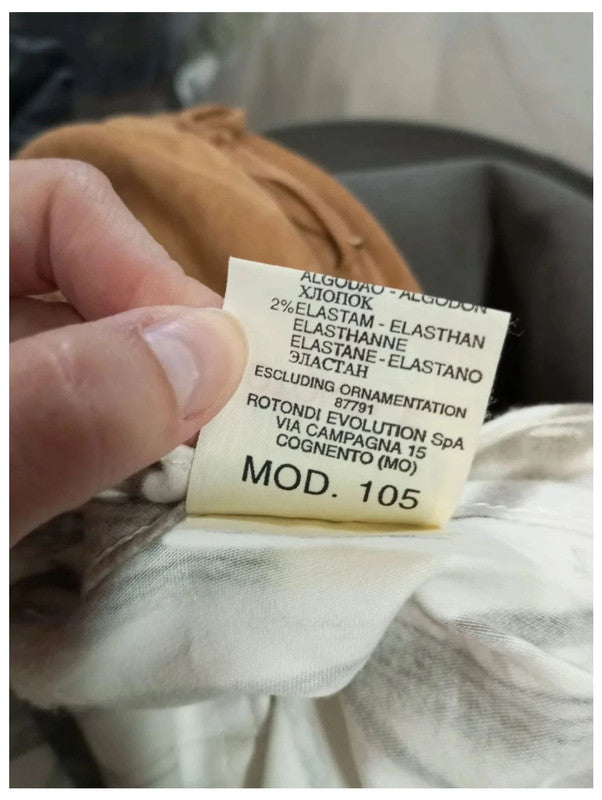 ALGODAO - ALGODON
ХЛОПОК
2%ELASTAM - ELASTHAN
ELASTHANNE
ELASTANE-ELASTANO
ЭЛАСТАН
ESCLUDING ORNAMENTATION
87791
ROTONDI EVOLUTION SpA
VIA CAMPAGNA 15
COGNENTO (MO)
MOD. 105